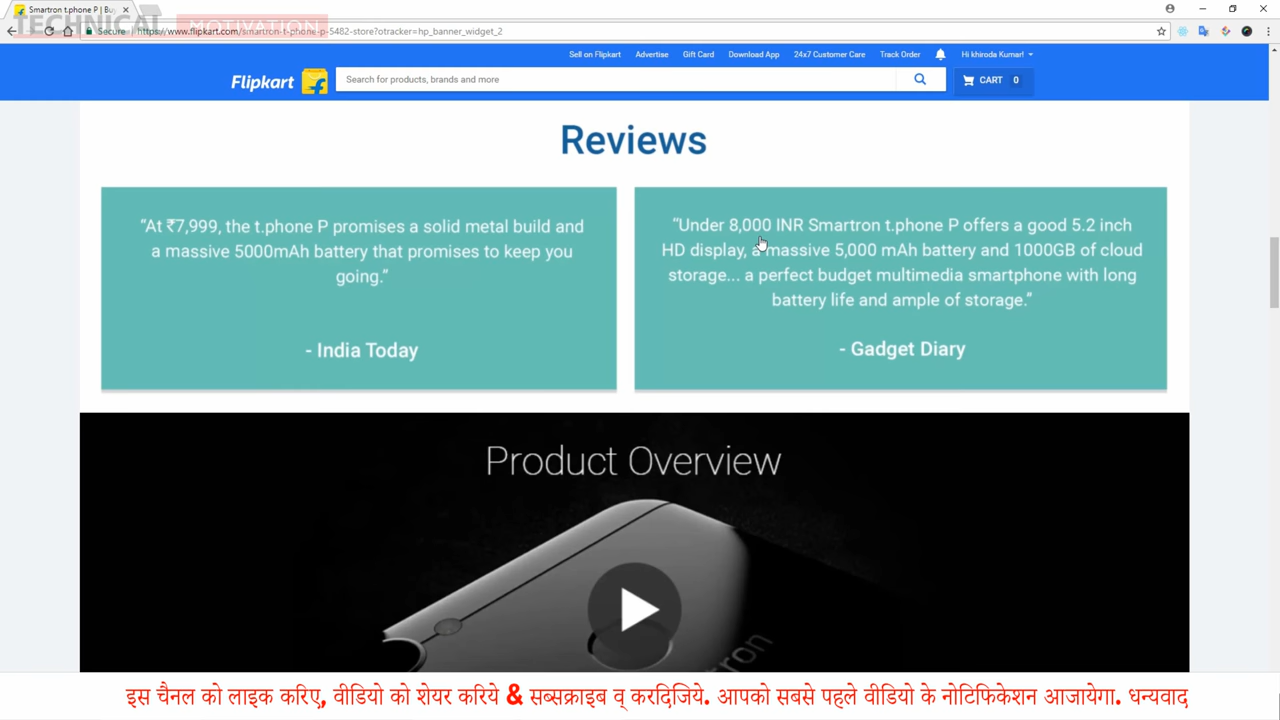 Smartron t.phone P | Bu
TECHNICAL MOTIVATION
Secure https://www.flipkart.com/smartron-t-phone-p-5482-store?otracker=hp_banner_widget_2
Sell on Flipkart Advertise Gift Card Download App 24x7 Customer Care Track Order Hi khiroda Kumar!
Flipkart Search for products, brands and more CART 0
Reviews
“At ₹7,999, the t.phone P promises a solid metal build and
a massive 5000mAh battery that promises to keep you
going.”
- India Today
“Under 8,000 INR Smartron t.phone P offers a good 5.2 inch
HD display, a massive 5,000 mAh battery and 1000GB of cloud
storage... a perfect budget multimedia smartphone with long
battery life and ample of storage.”
- Gadget Diary
Product Overview
इस चैनल को लाइक करिए, वीडियो को शेयर करिये & सब्सक्राइब व् करदिजिये. आपको सबसे पहले वीडियो के नोटिफिकेशन आजायेगा. धन्यवाद